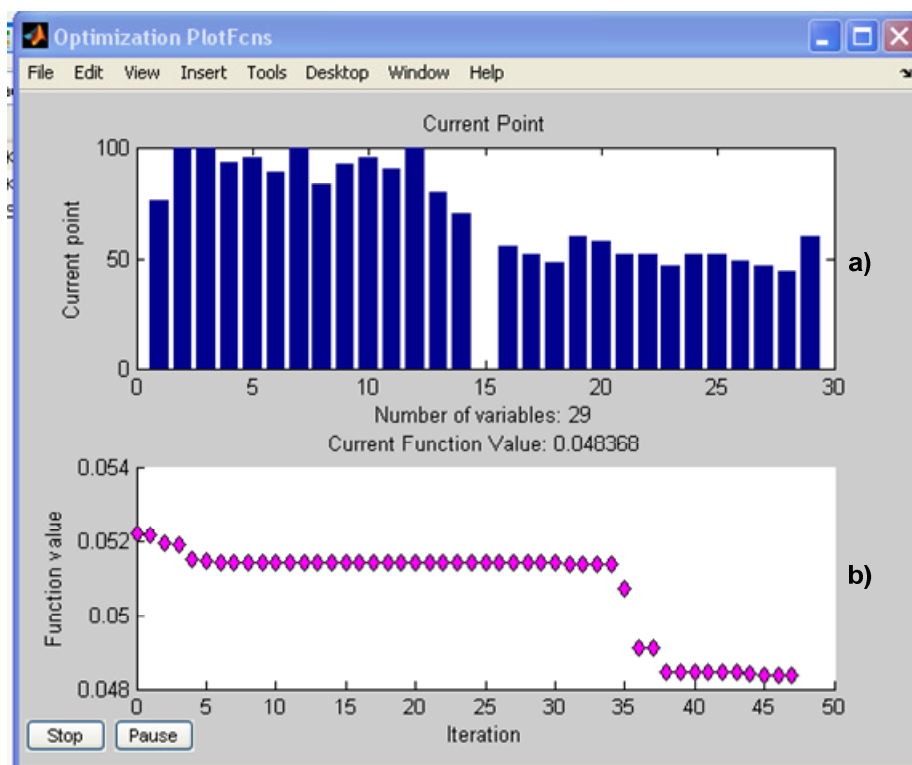 Optimization PlotFcns
File Edit View Insert Tools Desktop Window Help
Current Point
Current point
100
50
0
0 5 10 15 20 25 30
Number of variables: 29
a)
Current Function Value: 0.048368
Function value
0.054
0.052
0.05
0.048
0 5 10 15 20 25 30 35 40 45 50
Iteration
b)
Stop Pause